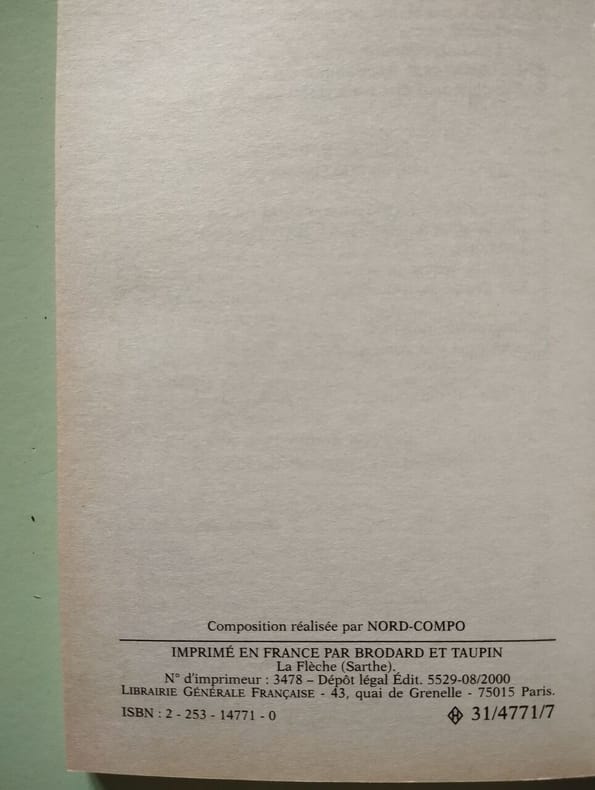 Composition réalisée par NORD-COMPO
IMPRIMÉ EN FRANCE PAR BRODARD ET TAUPIN
La Flèche (Sarthe).
N° d'imprimeur : 3478 – Dépôt légal Édit. 5529-08/2000
LIBRAIRIE GÉNÉRALE FRANÇAISE - 43, quai de Grenelle - 75015 Paris.
ISBN : 2 - 253 - 14771 - 0
31/4771/7